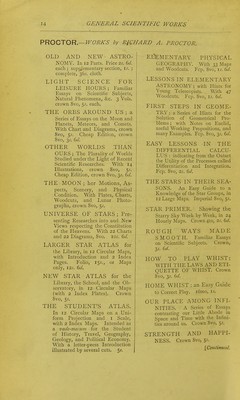 14 GENERAL SCIENTIFIC WORKS
PROCTOR.—WORKS by RICHARD A. PROCTOR.
OLD AND NEW ASTRO-
NOMY. In 12 Parts. Price 2s. 6d.
each; supplementary section, 1s.;
complete, 36s. cloth.
LIGHT SCIENCE FOR
LEISURE HOURS; Familiar
Essays on Scientific Subjects,
Natural Phenomena, &c. 3 Vols.
crown 8vo, 5s. each.
THE ORBS AROUND US; a
Series of Essays on the Moon and
Planets, Meteors, and Comets.
With Chart and Diagrams, crown
8vo, 5s. Cheap Edition, crown
8vo, 3s. 6d.
OTHER WORLDS THAN
OURS; The Plurality of Worlds
Studied under the Light of Recent
Scientific Researches. With 14
Illustrations, crown 8vo, 5s.
Cheap Edition, crown 8vo, 3s. 6d.
THE MOON; her Motions, As-
pects, Scenery, and Physical
Condition. With Plates, Charts,
Woodcuts, and Lunar Photo-
graphs, crown 8vo, 5s.
UNIVERSE OF STARS; Pre-
senting Researches into and New
Views respecting the Constitution
of the Heavens. With 22 Charts
and 22 Diagrams, 8vo. 10s. 6d.
LARGER STAR ATLAS for
the Library, in 12 Circular Maps,
with Introduction and 2 Index
Pages. Folio, 15s., or Maps
only, 12s. 6d.
NEW STAR ATLAS for the
Library, the School, and the Ob-
servatory, in 12 Circular Maps
(with 2 Index Plates). Crown
8vo, 5s.
THE STUDENT'S ATLAS.
In 12 Circular Maps on a Uni-
form Projection and 1 Scale,
with 2 Index Maps. Intended as
a vade-mecum for the Student
of History, Travel, Geography,
Geology, and Political Economy.
With a letter-press Introduction
illustrated by several cuts. 5s.
ELEMENTARY PHYSICAL
GEOGRAPHY. With 33 Maps
and Woodcuts. Fcp. 8vo, 1s. 6d.
LESSONS IN ELEMENTARY
ASTRONOMY; with Hints for
Young Telescopists. With 47
Woodcuts. Fcp. 8vo, 1s. 6d.
FIRST STEPS IN GEOME-
TRY: a Series of Hints for the
Solution of Geometrical Pro-
blems; with Notes on Euclid,
useful Working Propositions, and
many Examples. Fcp. 8vo, 3s. 6d.
EASY LESSONS IN THE
DIFFERENTIAL CALCU-
LUS: indicating from the Outset
the Utility of the Processes called
Differentiation and Integration.
Fcp. 8vo, 2s. 6d.
THE STARS IN THEIR SEA-
SONS. An Easy Guide to a
Knowledge of the Star Groups, in
12 Large Maps. Imperial 8vo, 5s.
STAR PRIMER. Showing the
Starry Sky Week by Week, in 24
Hourly Maps. Crown 4to, 2s. 6d.
ROUGH WAYS MADE
SMOOTH. Familiar Essays
on Scientific Subjects. Crown,
3s. 6d.
HOW TO PLAY WHIST;
WITH THE LAWS AND ETI-
QUETTE OF WHIST. Crown
8vo, 3s. 6d.
HOME WHIST: an Easy Guide
to Correct Play. 16mo, 1s.
OUR PLACE AMONG INFI-
NITIES. A Series of Essays
contrasting our Little Abode in
Space and Time with the Infini-
ties around us. Crown 8vo, 5s.
STRENGTH AND HAPPI-
NESS. Crown 8vo, 5s.
[Continued.